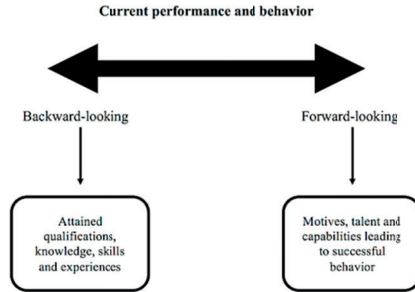 Current performance and behavior
Backward-looking
Forward-looking
Attained
qualifications,
knowledge, skills
and experiences
Motives, talent and
capabilities leading
to successful
behavior